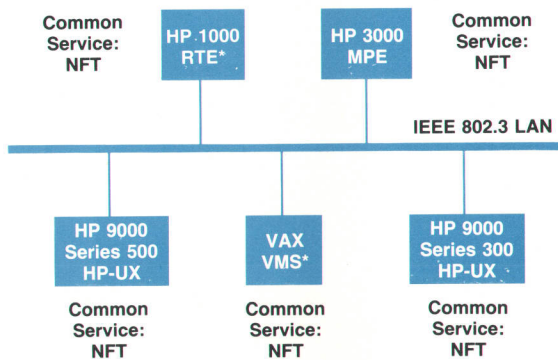 Common
Service:
NFT
HP 1000
RTE*
HP 3000
MPE
Common
Service:
NFT
IEEE 802.3 LAN
HP 9000
Series 500
HP-UX
VAX
VMS*
HP 9000
Series 300
HP-UX
Common
Service:
NFT
Common
Service:
NFT
Common
Service:
NFT